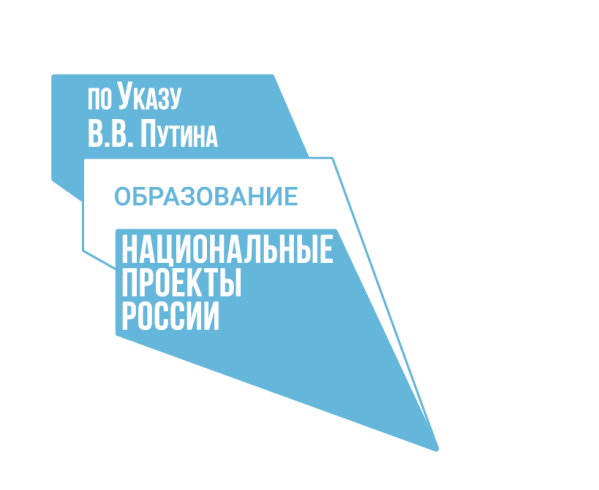 по Указу
В.В. Путина
ОБРАЗОВАНИЕ
НАЦИОНАЛЬНЫЕ
ПРОЕКТЫ
РОССИИ